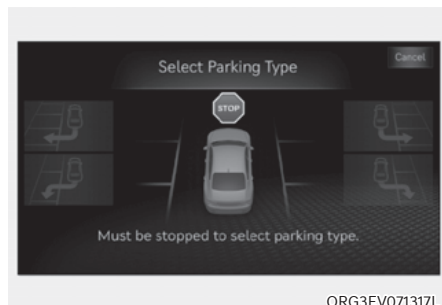 Select Parking Type
Cancel
STOP
Must be stopped to select parking type.
ORG3EV071317L